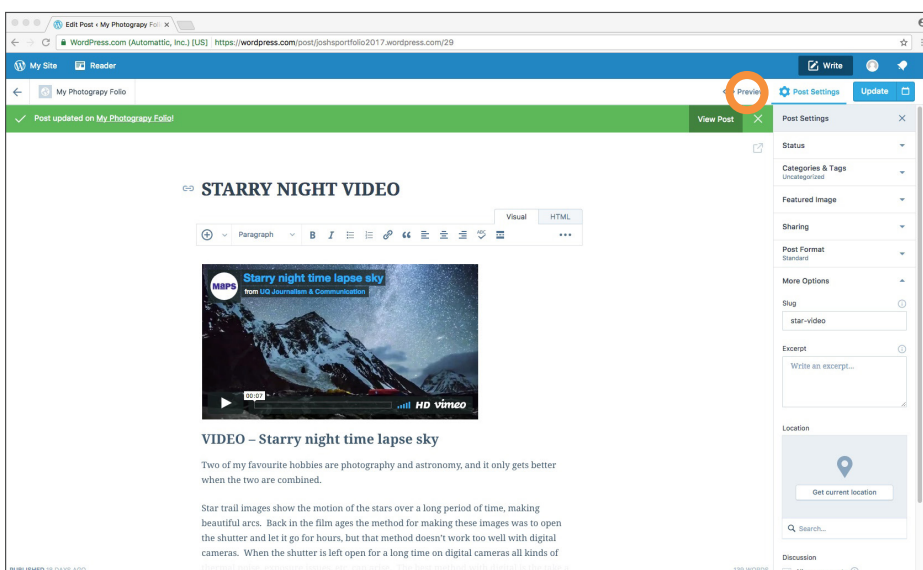 Edit Post ‹ My Photograpy Foli
WordPress.com (Automattic, Inc.) [US] https://wordpress.com/post/joshsportfolio2017.wordpress.com/29
My Site Reader Write
My Photograpy Folio Preview Post Settings Update
Post updated on My Photograpy Folio! View Post
Post Settings
Status
Categories & Tags
Uncategorized
Featured Image
Sharing
Post Format
Standard
More Options
Slug
star-video
Excerpt
Write an excerpt...
Location
Get current location
Search...
Discussion
STARRY NIGHT VIDEO
Visual HTML
Paragraph B I ABC
MAPS
Starry night time lapse sky
from UQ Journalism & Communication
00:07
HD vimeo
VIDEO – Starry night time lapse sky
Two of my favourite hobbies are photography and astronomy, and it only gets better
when the two are combined.
Star trail images show the motion of the stars over a long period of time, making
beautiful arcs. Back in the film ages the method for making these images was to open
the shutter and let it go for hours, but that method doesn't work too well with digital
cameras. When the shutter is left open for a long time on digital cameras all kinds of